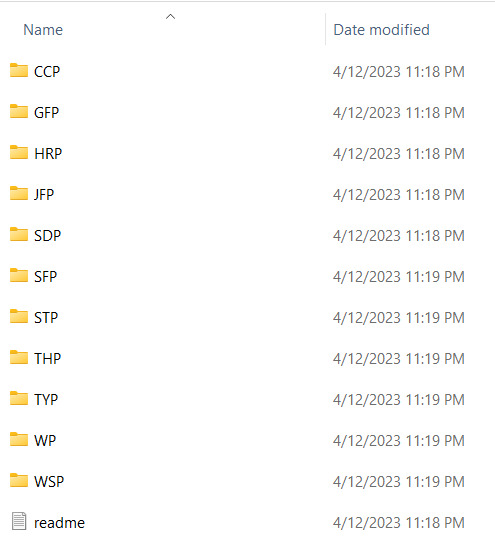 Name Date modified
CCP 4/12/2023 11:18 PM
GFP 4/12/2023 11:18 PM
HRP 4/12/2023 11:18 PM
JFP 4/12/2023 11:18 PM
SDP 4/12/2023 11:18 PM
SFP 4/12/2023 11:19 PM
STP 4/12/2023 11:19 PM
THP 4/12/2023 11:19 PM
TYP 4/12/2023 11:19 PM
WP 4/12/2023 11:19 PM
WSP 4/12/2023 11:19 PM
readme 4/12/2023 11:18 PM